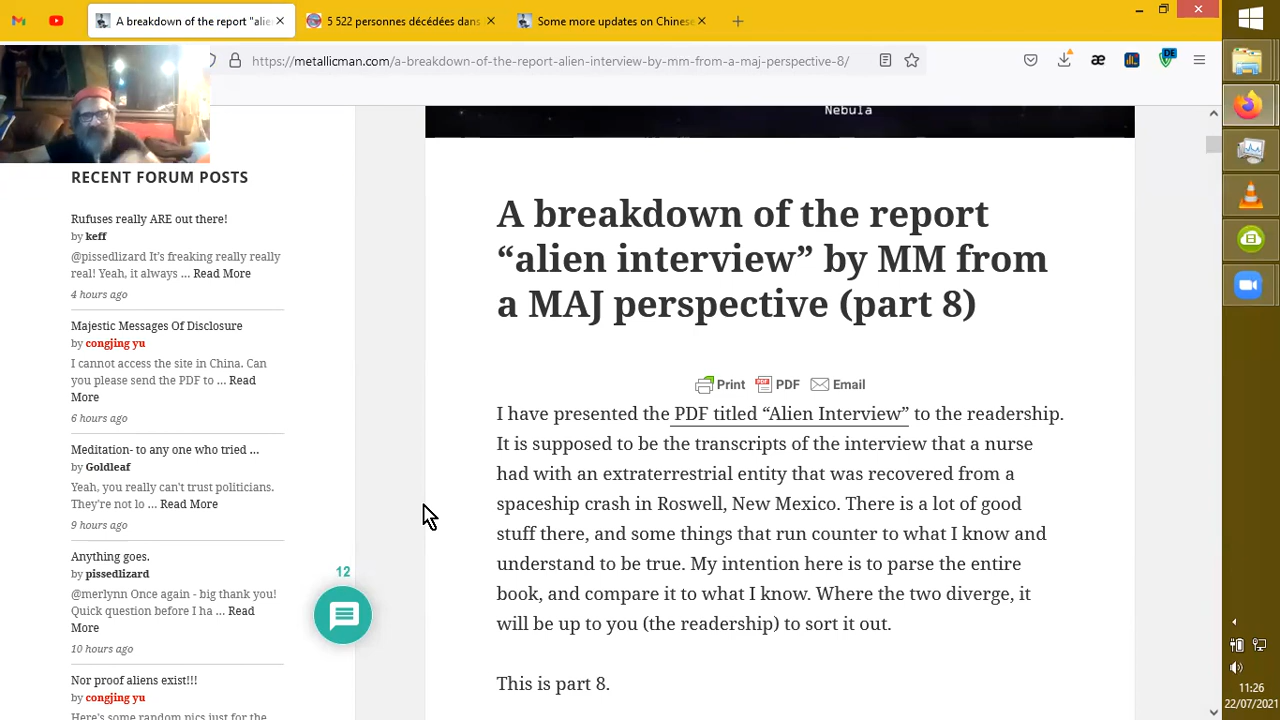 A breakdown of the report "alie
5 522 personnes décédées dans
Some more updates on Chinese
https://metallicman.com/a-breakdown-of-the-report-alien-interview-by-mm-from-a-maj-perspective-8/
DE
Nebula
RECENT FORUM POSTS
Rufuses really ARE out there!
by keff
@pissedlizard It's freaking really really
real! Yeah, it always ... Read More
4 hours ago
Majestic Messages Of Disclosure
by congjing yu
I cannot access the site in China. Can
you please send the PDF to ... Read
More
6 hours ago
Meditation- to any one who tried ...
by Goldleaf
Yeah, you really can't trust politicians.
They're not lo ... Read More
9 hours ago
Anything goes.
by pissedlizard
@merlynn Once again - big thank you!
Quick question before I ha ... Read
More
10 hours ago
Nor proof aliens exist!!!
by congjing yu
Here's some random pics just for the
12
A breakdown of the report
“alien interview” by MM from
a MAJ perspective (part 8)
Print PDF Email
I have presented the PDF titled “Alien Interview” to the readership.
It is supposed to be the transcripts of the interview that a nurse
had with an extraterrestrial entity that was recovered from a
spaceship crash in Roswell, New Mexico. There is a lot of good
stuff there, and some things that run counter to what I know and
understand to be true. My intention here is to parse the entire
book, and compare it to what I know. Where the two diverge, it
will be up to you (the readership) to sort it out.
This is part 8.
11:26
22/07/2021